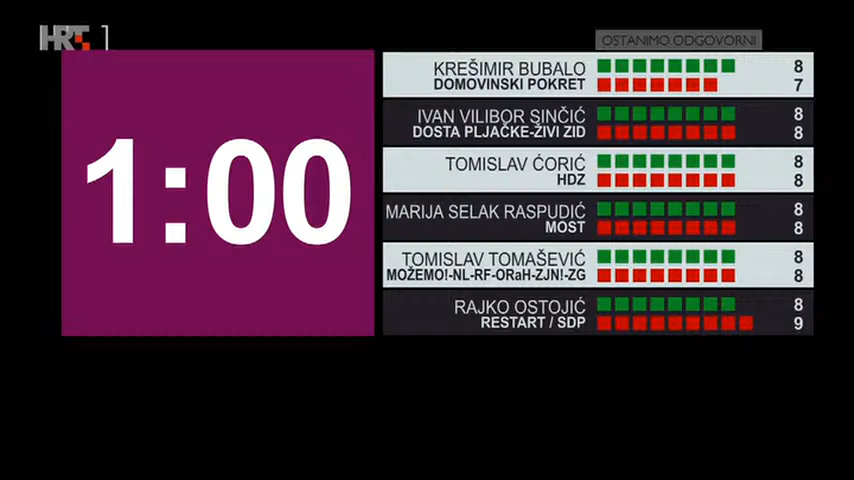 HRT 1
OSTANIMO ODGOVORNI
1:00
KREŠIMIR BUBALO 8
DOMOVINSKI POKRET 7
IVAN VILIBOR SINČIĆ 8
DOSTA PLJAČKE-ŽIVI ZID 8
TOMISLAV ĆORIĆ 8
HDZ 8
MARIJA SELAK RASPUDIĆ 8
MOST 8
TOMISLAV TOMAŠEVIĆ 8
MOŽEMO!-NL-RF-ORaH-ZJN!-ZG 8
RAJKO OSTOJIĆ 8
RESTART / SDP 9